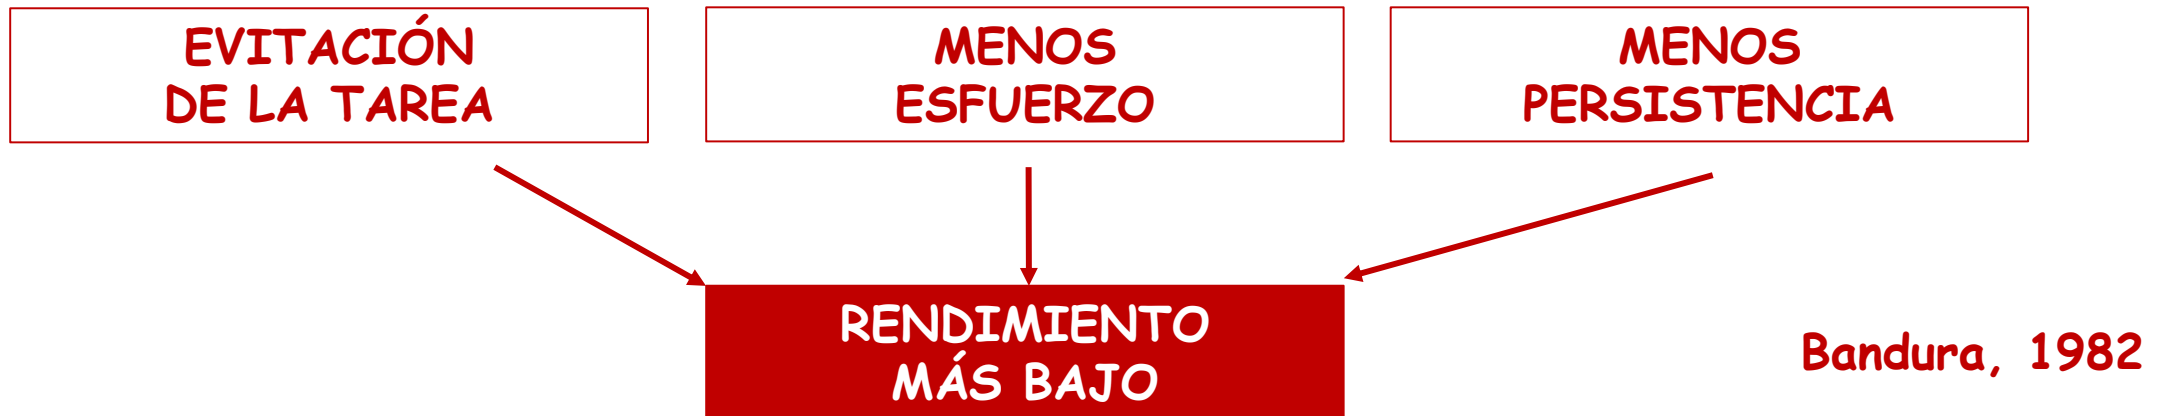 EVITACIÓN
DE LA TAREA
MENOS
ESFUERZO
MENOS
PERSISTENCIA
RENDIMIENTO
MÁS BAJO
Bandura, 1982